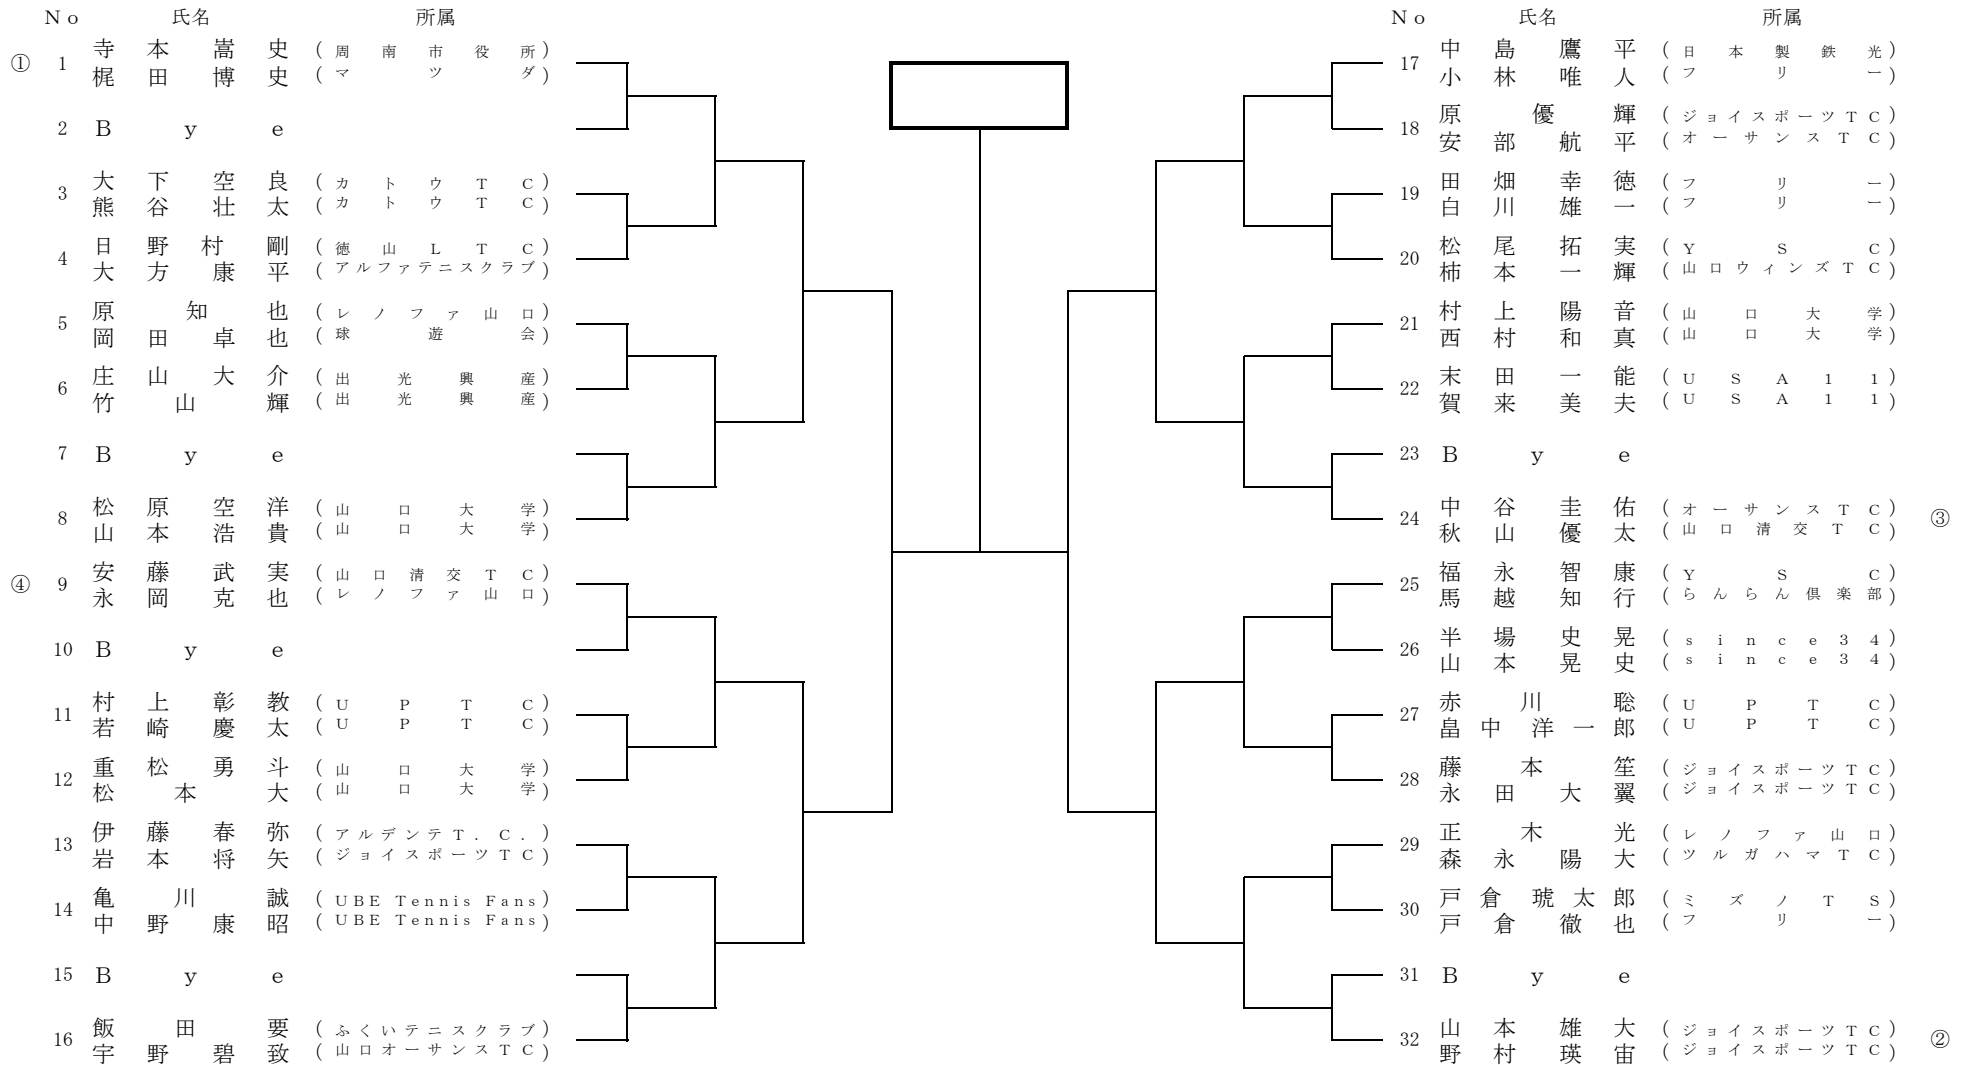 No 氏名 所属
① 1 寺本嵩史 (周南市役所)
梶田博史 (マツダ)
2 Bye
3 大下空良 (カトウTC)
熊谷壮太 (カトウTC)
4 日野村剛 (徳山LTC)
大方康平 (アルファテニスクラブ)
5 原知也 (レノファ山口)
岡田卓也 (球遊会)
6 庄山大介 (出光興産)
竹山輝 (出光興産)
7 Bye
8 松原空洋 (山口大学)
山本浩貴 (山口大学)
④ 9 安藤武実 (山口清交TC)
永岡克也 (レノファ山口)
10 Bye
11 村上彰教 (UPTC)
若崎慶太 (UPTC)
12 重松勇斗 (山口大学)
松本大 (山口大学)
13 伊藤春弥 (アルデンテT.C.)
岩本将矢 (ジョイスポーツTC)
14 亀川誠 (UBE Tennis Fans)
中野康昭 (UBE Tennis Fans)
15 Bye
16 飯田要 (ふくいテニスクラブ)
宇野碧致 (山口オーサンスTC)
No 氏名 所属
17 中島鷹平 (日本製鉄光)
小林唯人 (フリー)
18 原優輝 (ジョイスポーツTC)
安部航平 (オーサンスTC)
19 田畑幸徳 (フリー)
白川雄一 (フリー)
20 松尾拓実 (YSC)
柿本一輝 (山口ウィンズTC)
21 村上陽音 (山口大学)
西村和真 (山口大学)
22 末田一能 (USA11)
賀来美夫 (USA11)
23 Bye
24 中谷圭佑 (オーサンスTC) ③
秋山優太 (山口清交TC)
25 福永智康 (YSC)
馬越知行 (らんらん倶楽部)
26 半場史晃 (since34)
山本晃史 (since34)
27 赤川聡 (UPTC)
畠中洋一郎 (UPTC)
28 藤本笙 (ジョイスポーツTC)
永田大翼 (ジョイスポーツTC)
29 正木光 (レノファ山口)
森永陽大 (ツルガハマTC)
30 戸倉琥太郎 (ミズノTS)
戸倉徹也 (フリー)
31 Bye
32 山本雄大 (ジョイスポーツTC) ②
野村瑛宙 (ジョイスポーツTC)